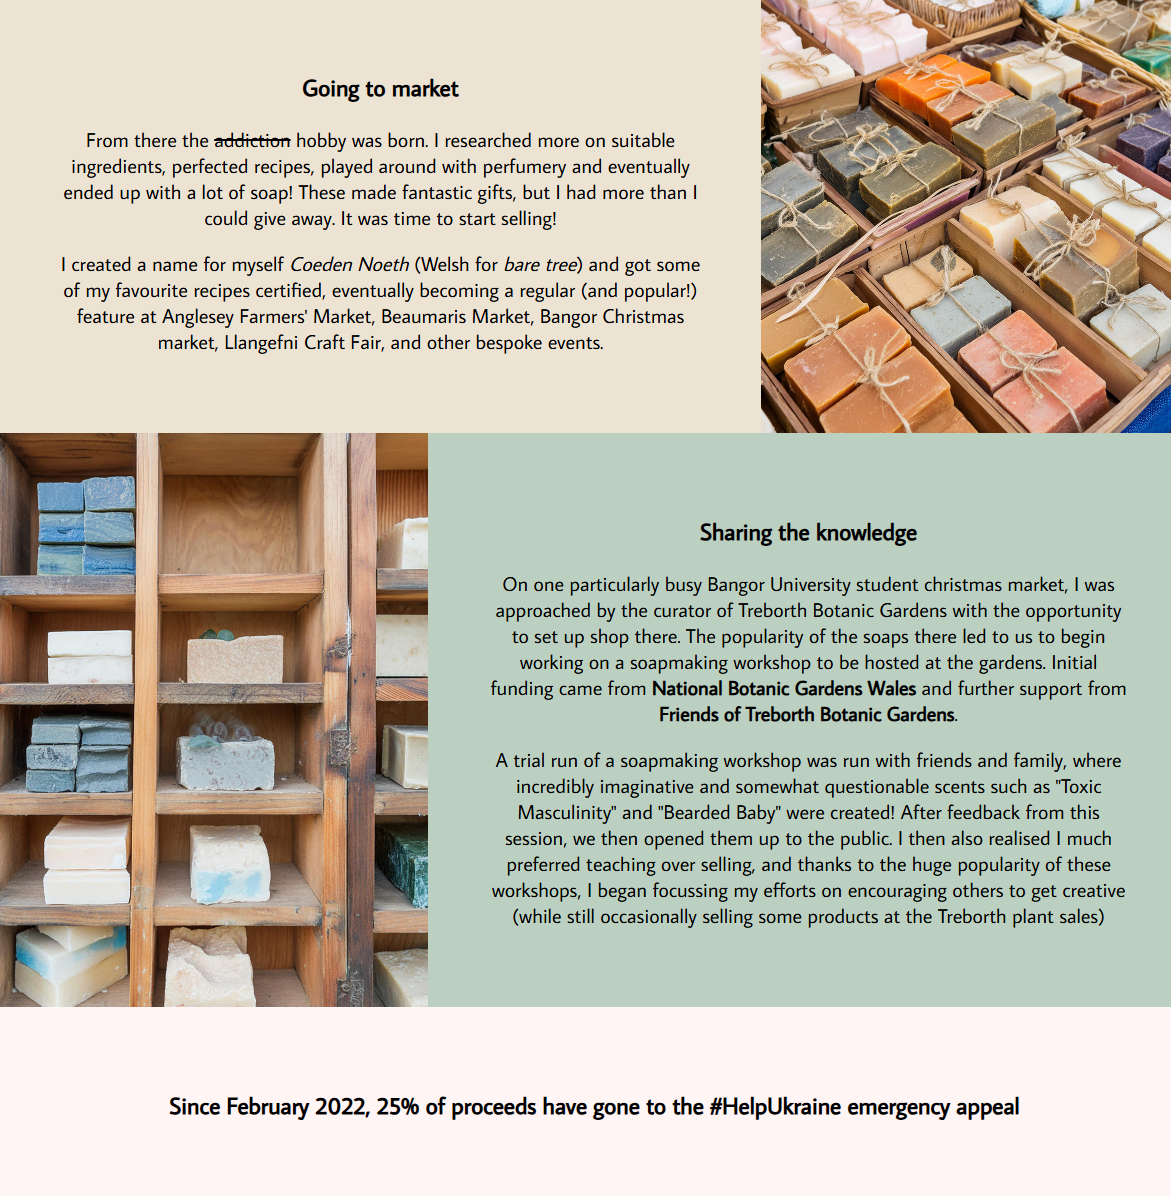 Going to market
From there the addiction hobby was born. I researched more on suitable
ingredients, perfected recipes, played around with perfumery and eventually
ended up with a lot of soap! These made fantastic gifts, but I had more than I
could give away. It was time to start selling!
I created a name for myself Coeden Noeth (Welsh for bare tree) and got some
of my favourite recipes certified, eventually becoming a regular (and popular!)
feature at Anglesey Farmers' Market, Beaumaris Market, Bangor Christmas
market, Llangefni Craft Fair, and other bespoke events.
Sharing the knowledge
On one particularly busy Bangor University student christmas market, I was
approached by the curator of Treborth Botanic Gardens with the opportunity
to set up shop there. The popularity of the soaps there led to us to begin
working on a soapmaking workshop to be hosted at the gardens. Initial
funding came from National Botanic Gardens Wales and further support from
Friends of Treborth Botanic Gardens.
A trial run of a soapmaking workshop was run with friends and family, where
incredibly imaginative and somewhat questionable scents such as "Toxic
Masculinity" and "Bearded Baby" were created! After feedback from this
session, we then opened them up to the public. I then also realised I much
preferred teaching over selling, and thanks to the huge popularity of these
workshops, I began focussing my efforts on encouraging others to get creative
(while still occasionally selling some products at the Treborth plant sales)
Since February 2022, 25% of proceeds have gone to the #HelpUkraine emergency appeal